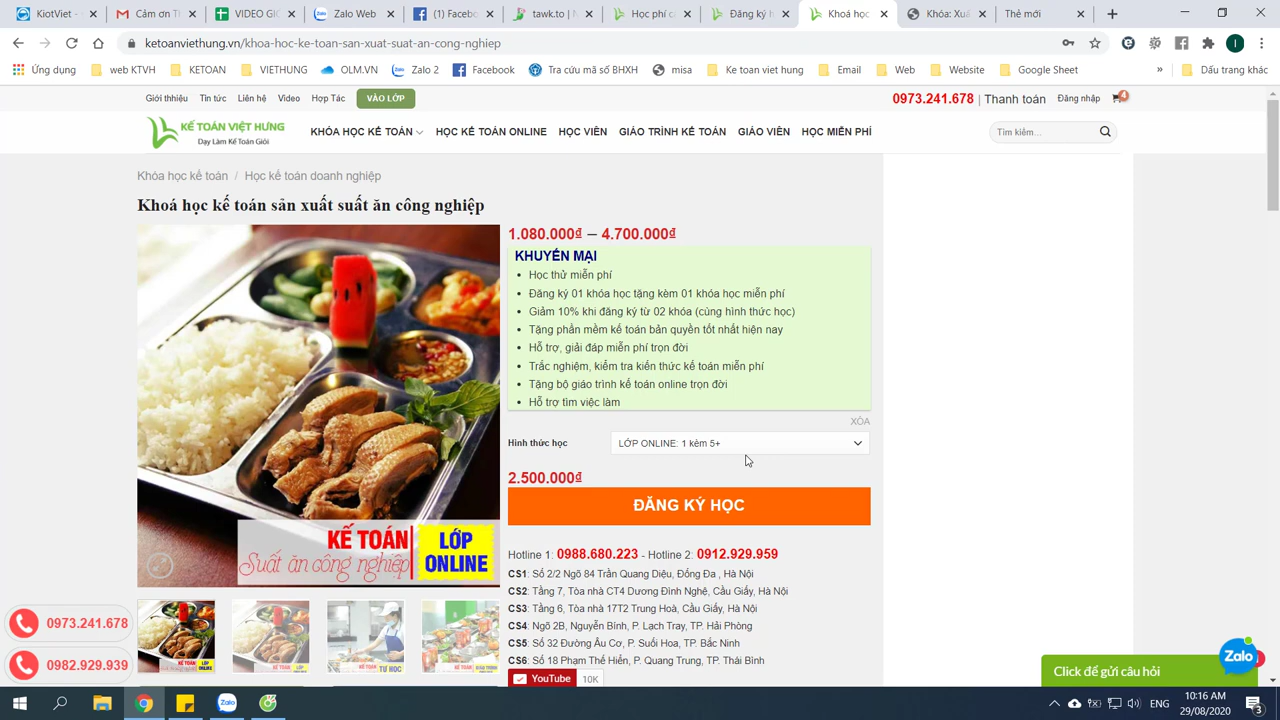 KiotViet -
Cảm ơn T
VIDEO GI
Zalo Web
(1) Faceb
tawk.to | N
Học phí c
Đăng ký h
Khoá học
Khóa: Xuấ
Thẻ mới
ketoanviethung.vn/khoa-hoc-ke-toan-san-xuat-suat-an-cong-nghiep
Ứng dụng web KTVH KETOAN VIETHUNG OLM.VN Zalo 2 Facebook Tra cứu mã số BHXH misa Ke toan viet hung Email Web Website Google Sheet » Dấu trang khác
Giới thhiệu Tin tức Liên hệ Video Hợp Tác VÀO LỚP 0973.241.678 | Thanh toán Đăng nhập 4
KẾ TOÁN VIỆT HƯNG
Dạy Làm Kế Toán Giỏi
KHÓA HỌC KẾ TOÁN HỌC KẾ TOÁN ONLINE HỌC VIÊN GIÁO TRÌNH KẾ TOÁN GIÁO VIÊN HỌC MIỄN PHÍ Tìm kiếm...
Khóa học kế toán / Học kế toán doanh nghiệp
Khoá học kế toán sản xuất suất ăn công nghiệp
KẾ TOÁN
Suất ăn công nghiệp
LỚP
ONLINE
1.080.000₫ – 4.700.000₫
KHUYẾN MẠI
• Học thử miễn phí
• Đăng ký 01 khóa học tặng kèm 01 khóa học miễn phí
• Giảm 10% khi đăng ký từ 02 khóa (cùng hình thức học)
• Tặng phần mềm kế toán bản quyền tốt nhất hiện nay
• Hỗ trợ, giải đáp miễn phí trọn đời
• Trắc nghiệm, kiểm tra kiến thức kế toán miễn phí
• Tặng bộ giáo trình kế toán online trọn đời
• Hỗ trợ tìm việc làm
XÓA
Hình thức học LỚP ONLINE: 1 kèm 5+
2.500.000₫
ĐĂNG KÝ HỌC
Hotline 1: 0988.680.223 - Hotline 2: 0912.929.959
CS1: Số 2/2 Ngõ 84 Trần Quang Diệu, Đống Đa , Hà Nội
CS2: Tầng 7, Tòa nhà CT4 Dương Đình Nghệ, Cầu Giấy, Hà Nội
CS3: Tầng 6, Tòa nhà 17T2 Trung Hoà, Cầu Giấy, Hà Nội
CS4: Ngõ 2B, Nguyễn Bính, P. Lạch Tray, TP. Hải Phòng
CS5: Số 32 Đường Âu Cơ, P. Suối Hoa, TP. Bắc Ninh
CS6: Số 18 Phạm Thế Hiển, P. Quang Trung, TP. Thái Bình
YouTube 10K
0973.241.678
0982.929.939
KẾ TOÁN
LỚP
ONLINE
TỰ HỌC
Click để gửi câu hỏi
Zalo
ENG
10:16 AM
29/08/2020
3